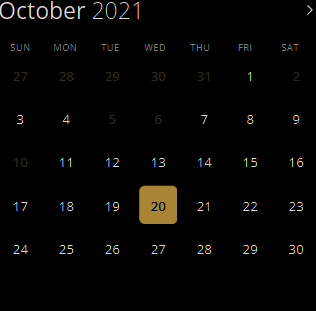 October 2021 >
SUN MON TUE WED THU FRI SAT
27 28 29 30 31 1 2
3 4 5 6 7 8 9
10 11 12 13 14 15 16
17 18 19 20 21 22 23
24 25 26 27 28 29 30